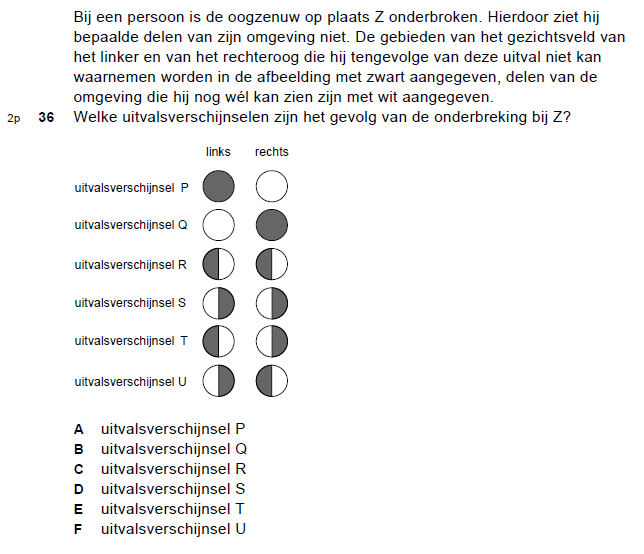 Bij een persoon is de oogzenuw op plaats Z onderbroken. Hierdoor ziet hij
bepaalde delen van zijn omgeving niet. De gebieden van het gezichtsveld van
het linker en van het rechteroog die hij tengevolge van deze uitval niet kan
waarnemen worden in de afbeelding met zwart aangegeven, delen van de
omgeving die hij nog wél kan zien zijn met wit aangegeven.
2p 36 Welke uitvalsverschijnselen zijn het gevolg van de onderbreking bij Z?
links rechts
uitvalsverschijnsel P
uitvalsverschijnsel Q
uitvalsverschijnsel R
uitvalsverschijnsel S
uitvalsverschijnsel T
uitvalsverschijnsel U
A uitvalsverschijnsel P
B uitvalsverschijnsel Q
C uitvalsverschijnsel R
D uitvalsverschijnsel S
E uitvalsverschijnsel T
F uitvalsverschijnsel U